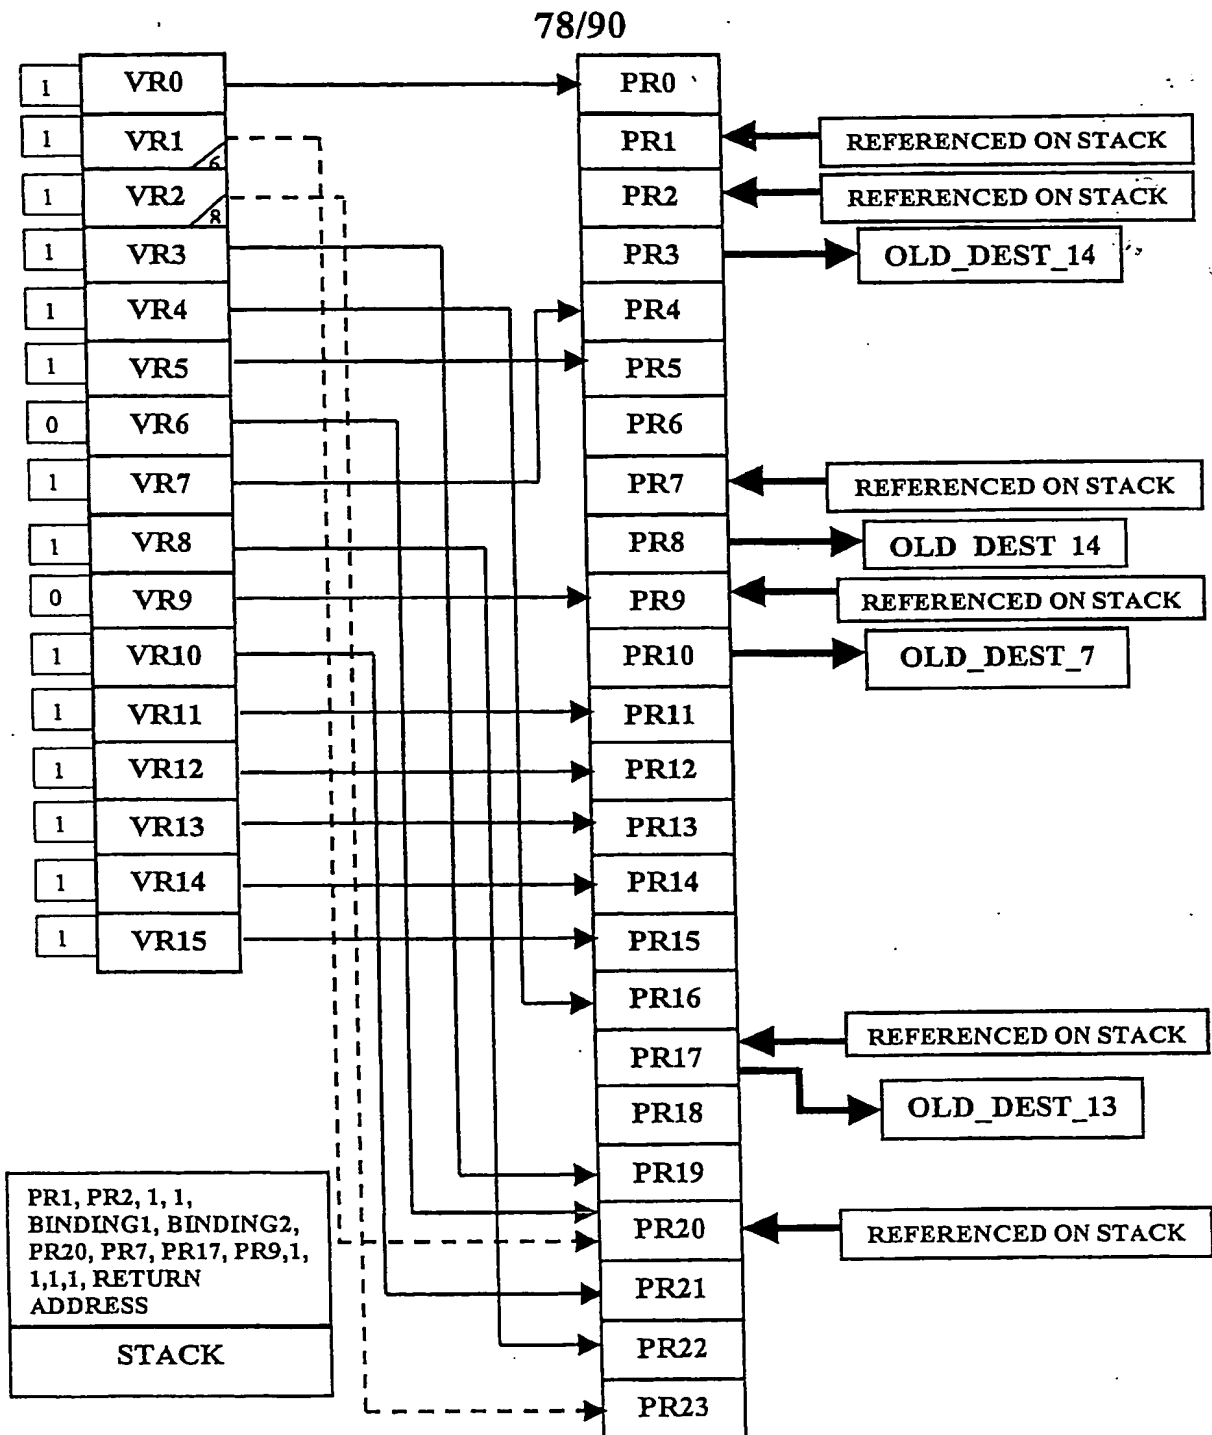 78/90
1 VR0 PR0
1 VR1 6 PR1 REFERENCED ON STACK
1 VR2 8 PR2 REFERENCED ON STACK
1 VR3 PR3 OLD_DEST_14
1 VR4 PR4
1 VR5 PR5
0 VR6 PR6
1 VR7 PR7 REFERENCED ON STACK
1 VR8 PR8 OLD DEST 14
0 VR9 PR9 REFERENCED ON STACK
1 VR10 PR10 OLD_DEST_7
1 VR11 PR11
1 VR12 PR12
1 VR13 PR13
1 VR14 PR14
1 VR15 PR15
PR16
PR17 REFERENCED ON STACK
OLD_DEST_13
PR18
PR19
PR20 REFERENCED ON STACK
PR21
PR22
PR23
PR1, PR2, 1, 1,
BINDING1, BINDING2,
PR20, PR7, PR17, PR9,1,
1,1,1, RETURN
ADDRESS
STACK